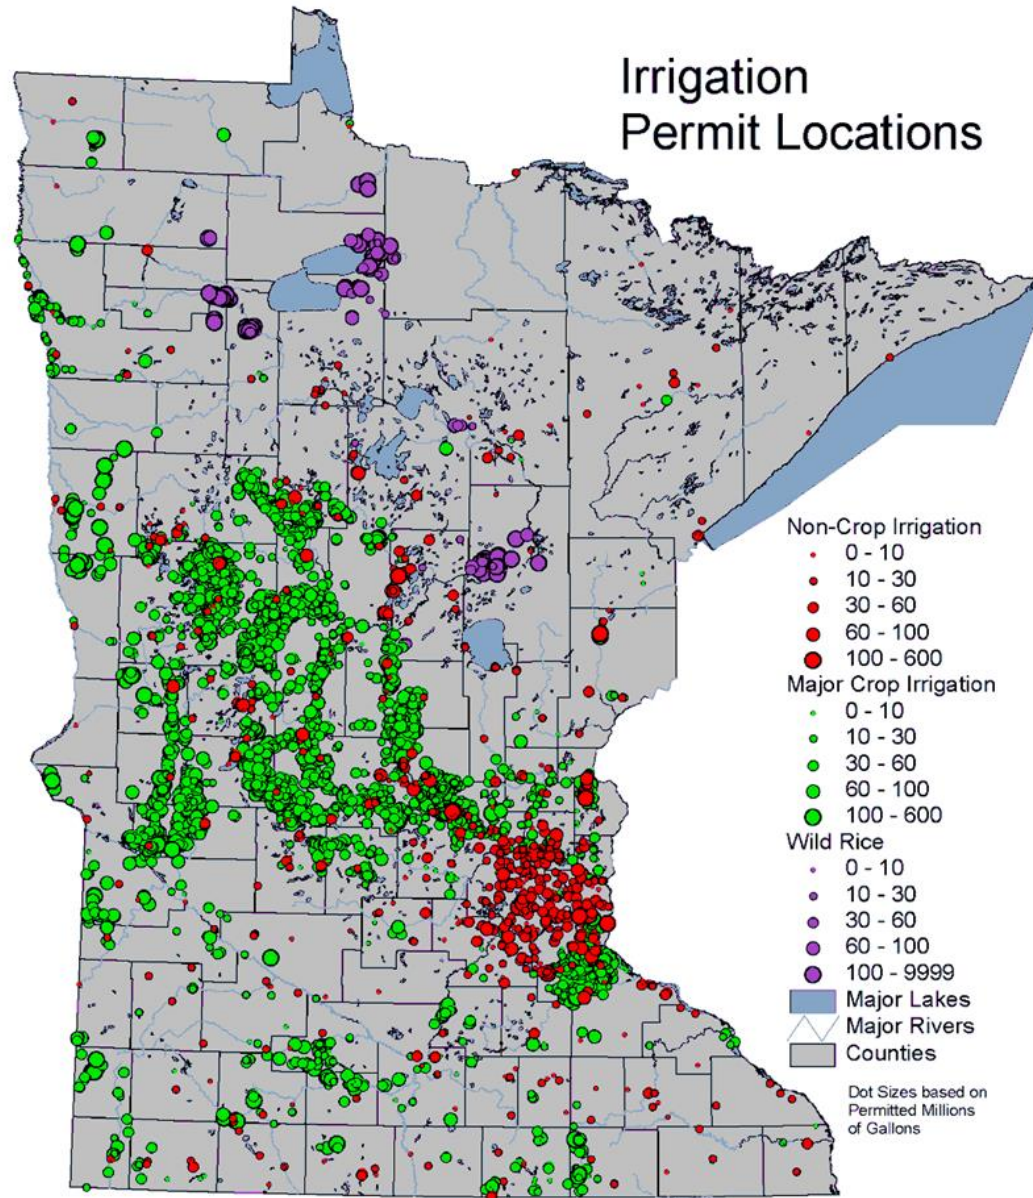 Irrigation
Permit Locations
Non-Crop Irrigation
0 - 10
10 - 30
30 - 60
60 - 100
100 - 600
Major Crop Irrigation
0 - 10
10 - 30
30 - 60
60 - 100
100 - 600
Wild Rice
0 - 10
10 - 30
30 - 60
60 - 100
100 - 9999
Major Lakes
Major Rivers
Counties
Dot Sizes based on
Permitted Millions
of Gallons